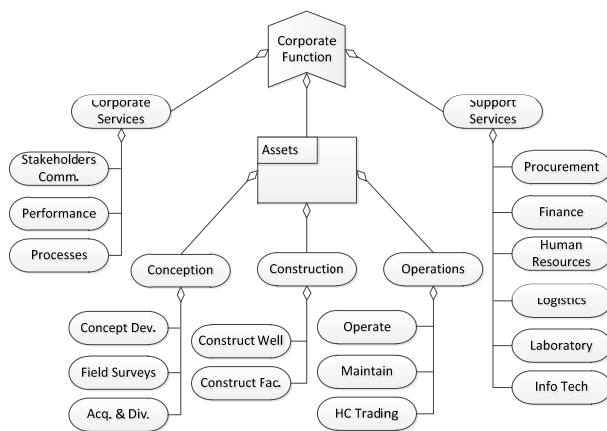 Corporate
Function
Corporate
Services
Support
Services
Assets
Stakeholders
Comm.
Performance
Processes
Procurement
Finance
Human
Resources
Logistics
Laboratory
Info Tech
Conception
Construction
Operations
Concept Dev.
Field Surveys
Acq. & Div.
Construct Well
Construct Fac.
Operate
Maintain
HC Trading